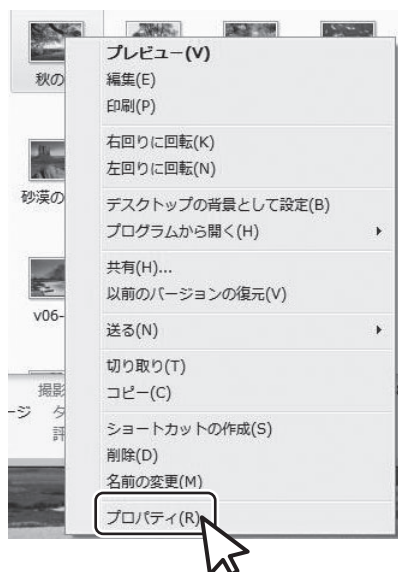 秋の
砂漠の
v06-
撮影
ージ タ
評
プレビュー(V)
編集(E)
印刷(P)
右回りに回転(K)
左回りに回転(N)
デスクトップの背景として設定(B)
プログラムから開く(H)
共有(H)...
以前のバージョンの復元(V)
送る(N)
切り取り(T)
コピー(C)
ショートカットの作成(S)
削除(D)
名前の変更(M)
プロパティ(R)